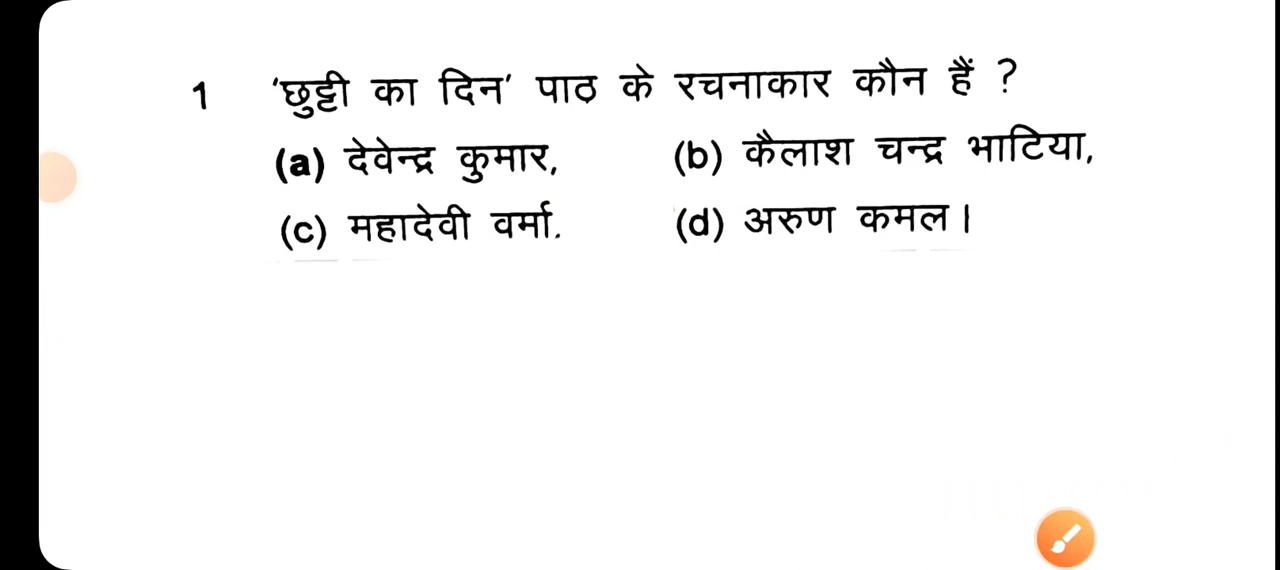 1 ‘छुट्टी का दिन’ पाठ के रचनाकार कौन हैं ?
(a) देवेन्द्र कुमार, (b) कैलाश चन्द्र भाटिया,
(c) महादेवी वर्मा. (d) अरुण कमल।